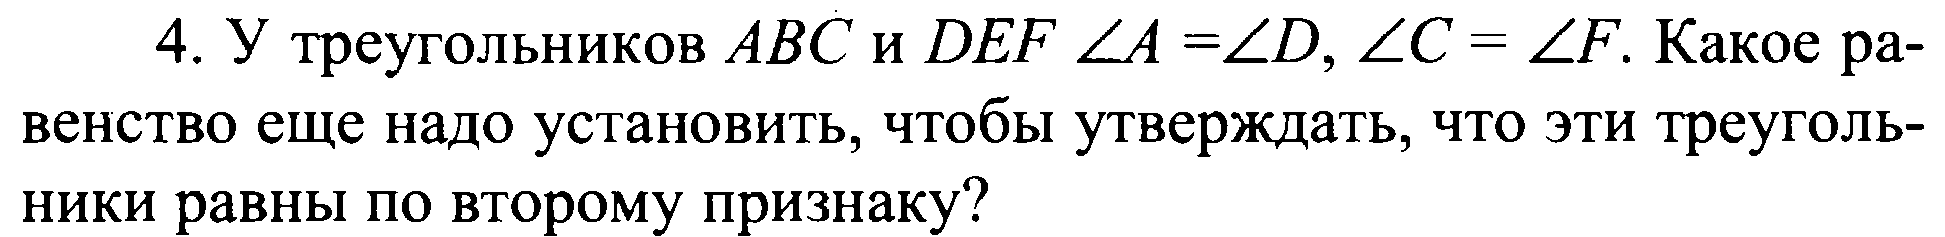 4. У треугольников ABC и DEF ∠A =∠D, ∠C = ∠F. Какое ра-
венство еще надо установить, чтобы утверждать, что эти треуголь-
ники равны по второму признаку?